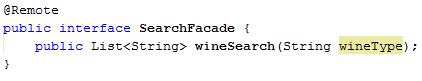 @Remote
public interface SearchFacade {
    public List<String> wineSearch(String wineType);
}